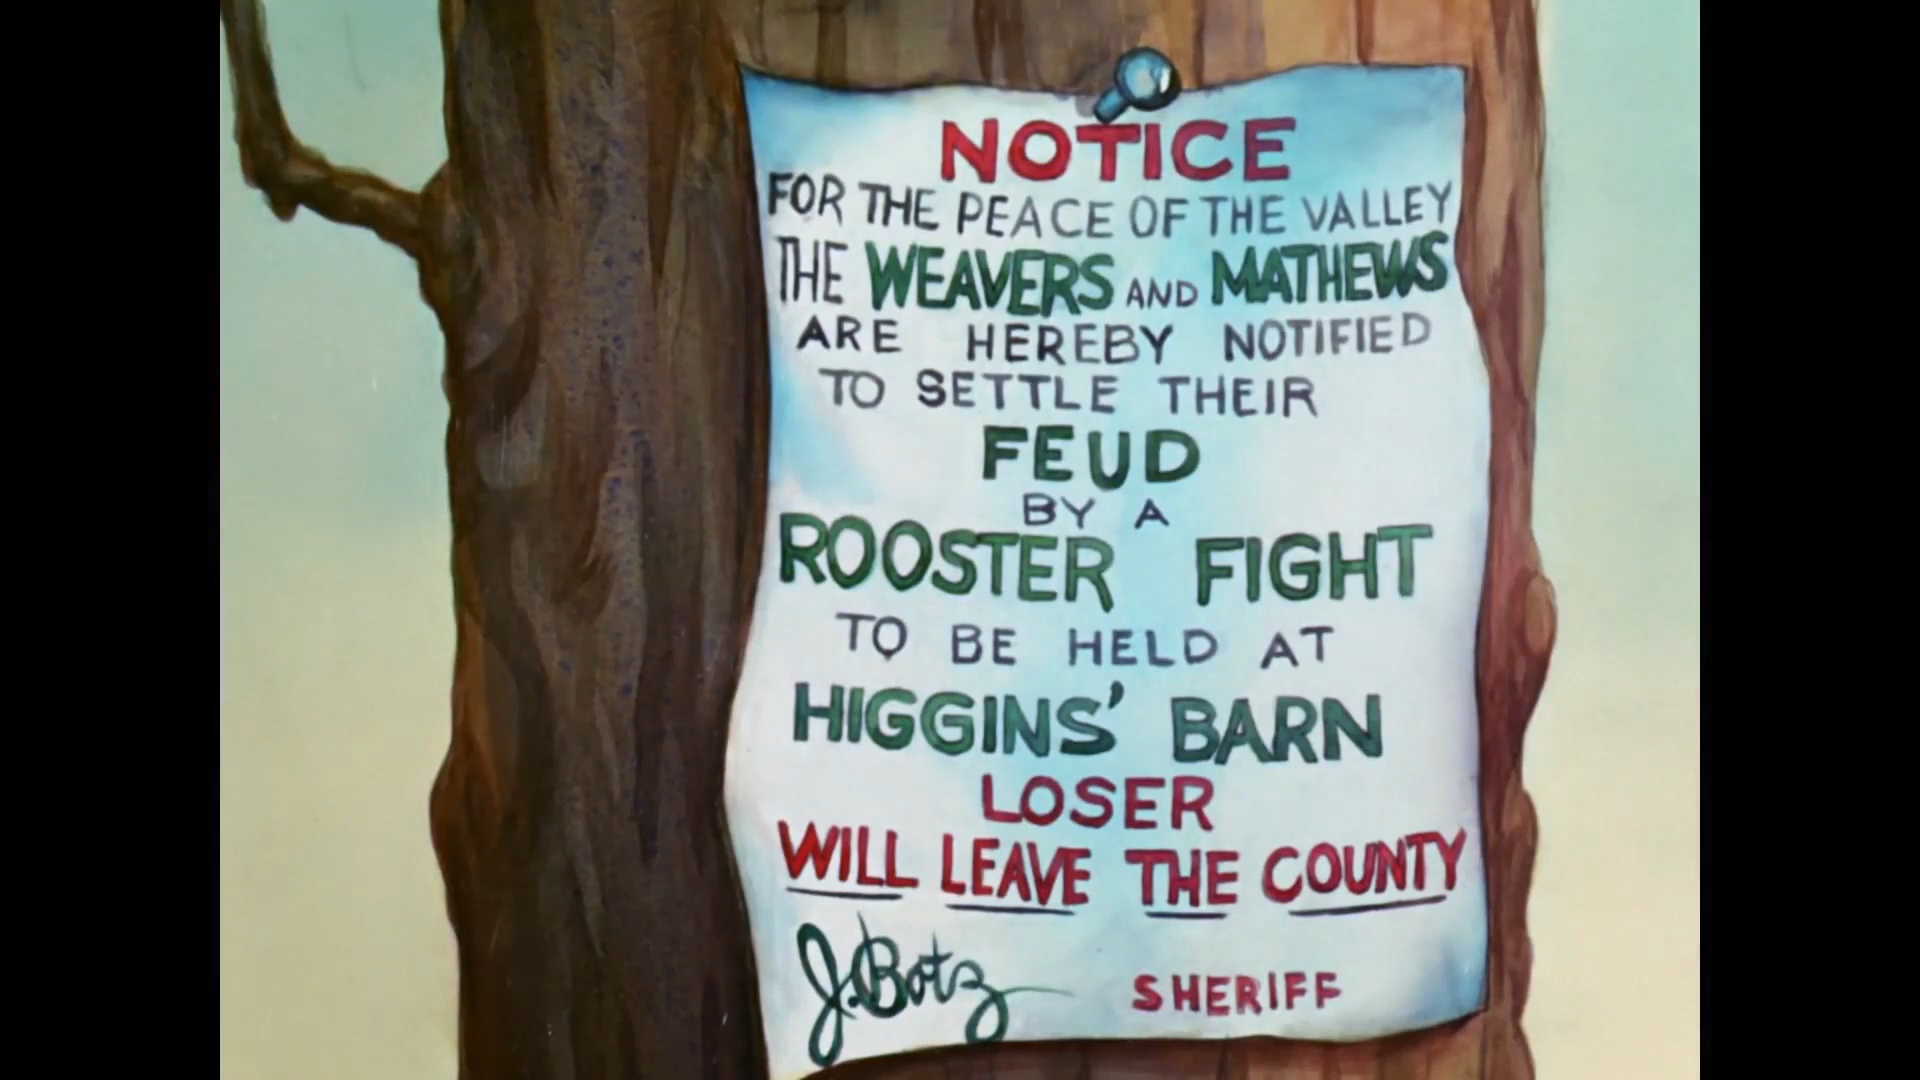 NOTICE
FOR THE PEACE OF THE VALLEY
THE WEAVERS AND MATHEWS
ARE HEREBY NOTIFIED
TO SETTLE THEIR
FEUD
BY A
ROOSTER FIGHT
TO BE HELD AT
HIGGINS' BARN
LOSER
WILL LEAVE THE COUNTY
J. Botz SHERIFF